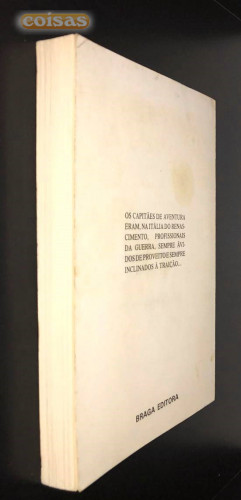 coisas
OS CAPITÃES DE AVENTURA
ERAM, NA ITÁLIA DO RENAS-
CIMENTO, PROFISSIONAIS
DA GUERRA, SEMPRE ÁVI-
DOS DE PROVEITO E SEMPRE
INCLINADOS À TRAIÇÃO...
BRAGA EDITORA